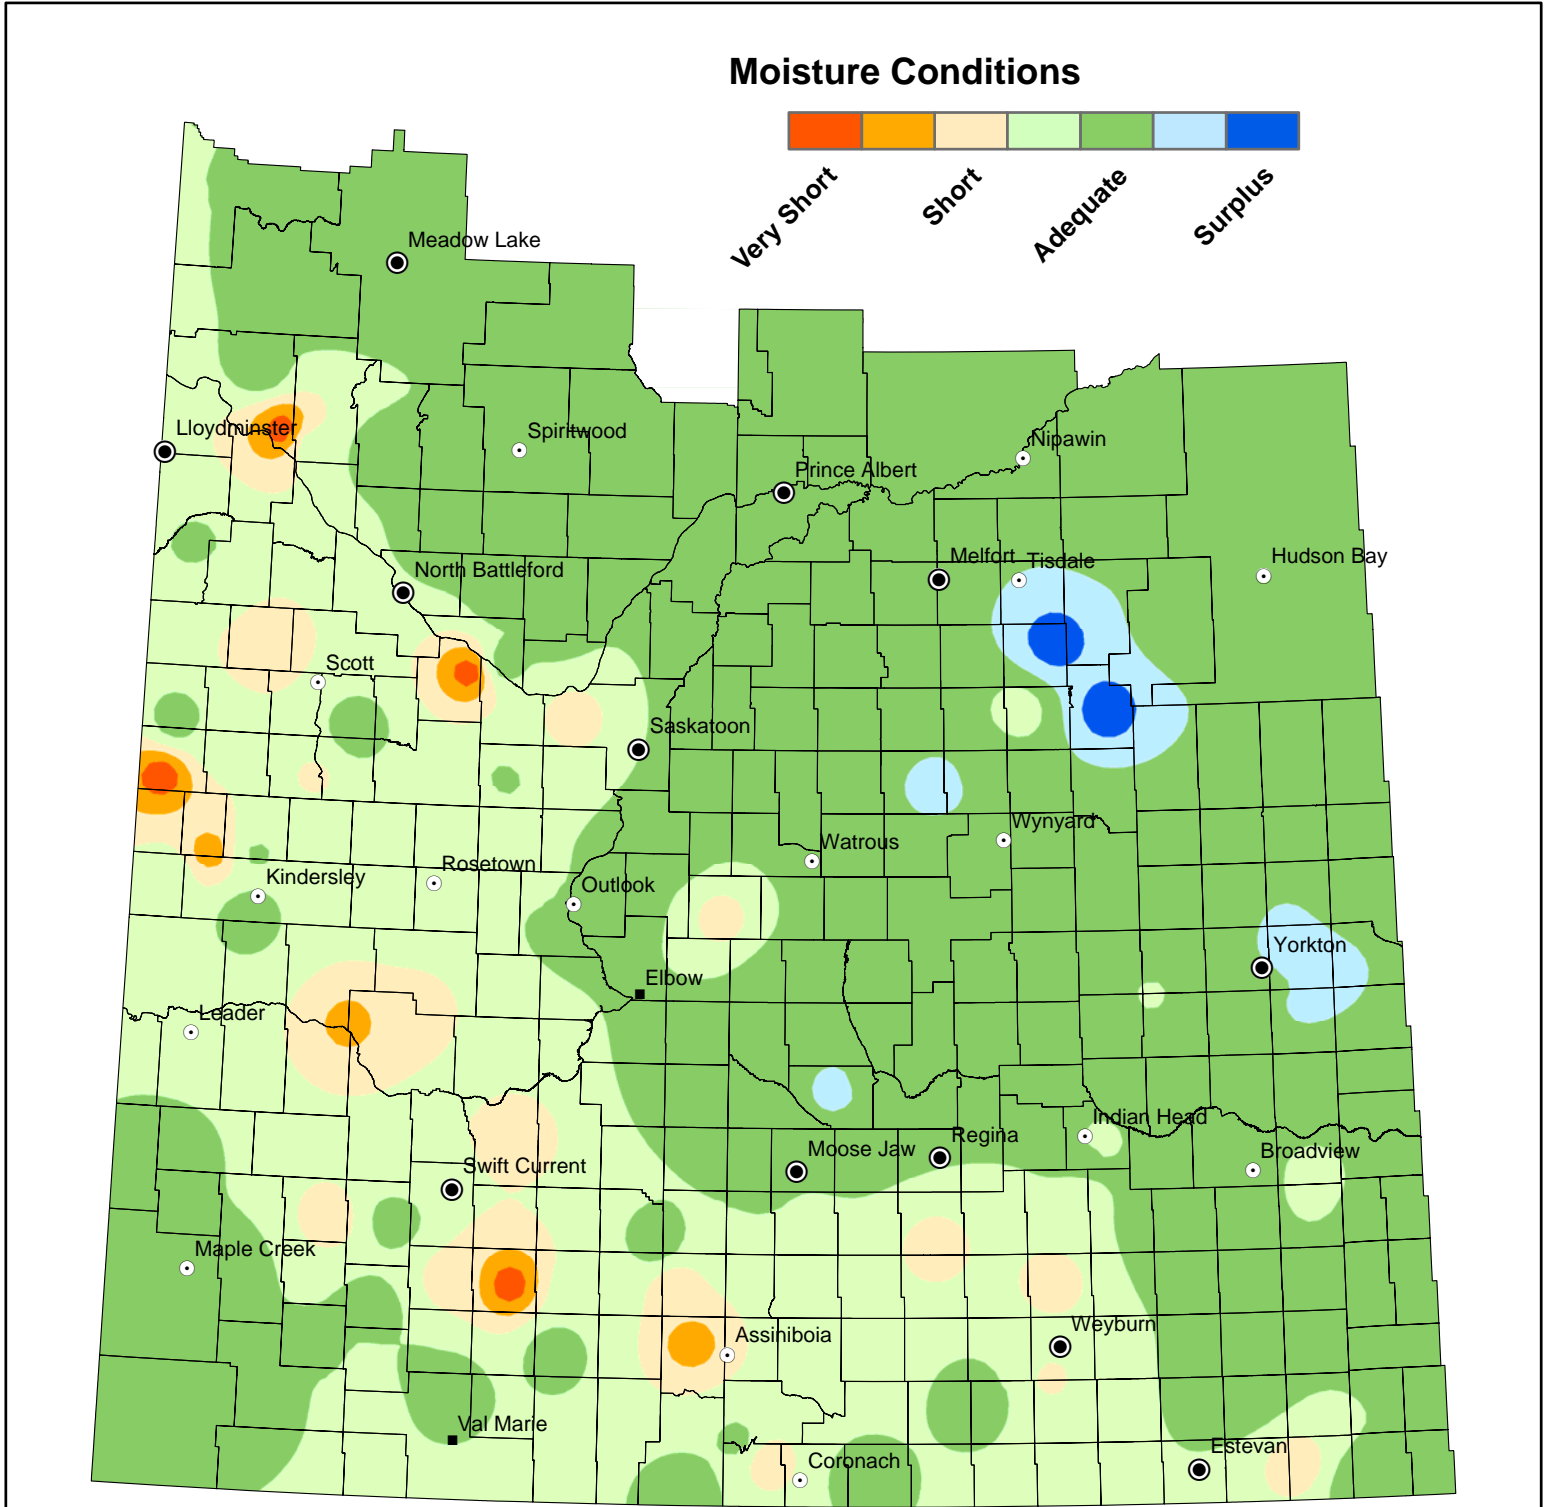 Moisture Conditions
Very Short
Short
Adequate
Surplus
Meadow Lake
Lloydminster
Spiritwood
Nipawin
Prince Albert
Melfort
Tisdale
Hudson Bay
North Battleford
Scott
Saskatoon
Wynyard
Watrous
Rosetown
Kindersley
Outlook
Yorkton
Elbow
Leader
Indian Head
Regina
Moose Jaw
Broadview
Swift Current
Maple Creek
Weyburn
Assiniboia
Val Marie
Estevan
Coronach